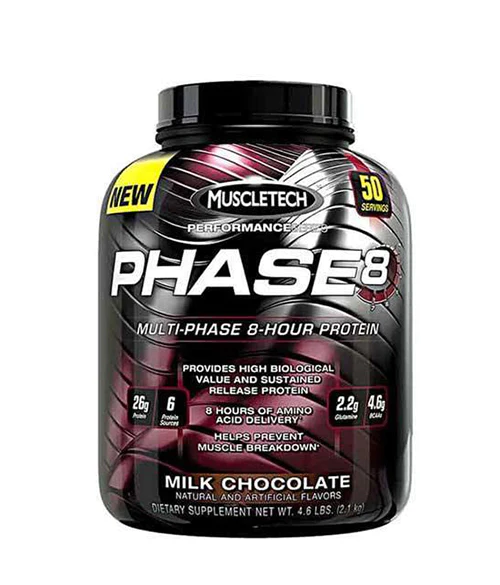 NEW
MUSCLETECH
50
SERVINGS
PERFORMANCE
PHASE8
MULTI-PHASE 8-HOUR PROTEIN
PROVIDES HIGH BIOLOGICAL
VALUE AND SUSTAINED
RELEASE PROTEIN
26g
Protein
6
Protein
Sources
8 HOURS OF AMINO
ACID DELIVERY
2.2g
Glutamine
4.6g
BCAAs
HELPS PREVENT
MUSCLE BREAKDOWN*
MILK CHOCOLATE
NATURAL AND ARTIFICIAL FLAVORS
DIETARY SUPPLEMENT NET WT. 4.6 LBS. (2.1 kg)